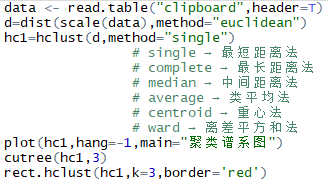 data <- read.table("clipboard",header=T)
d=dist(scale(data),method="euclidean")
hc1=hclust(d,method="single")
# single → 最短距离法
# complete → 最长距离法
# median → 中间距离法
# average → 类平均法
# centroid → 重心法
# ward → 离差平方和法
plot(hc1,hang=-1,main="聚类谱系图")
cutree(hc1,3)
rect.hclust(hc1,k=3,border='red')